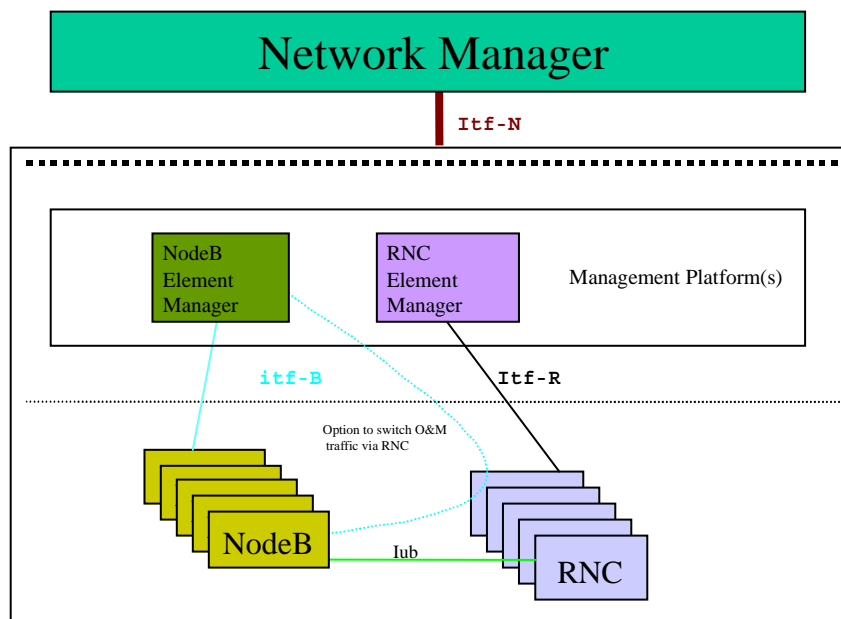 Network Manager
Itf-N
NodeB
Element
Manager
RNC
Element
Manager
Management Platform(s)
itf-B
Itf-R
Option to switch O&M
traffic via RNC
NodeB
Iub
RNC